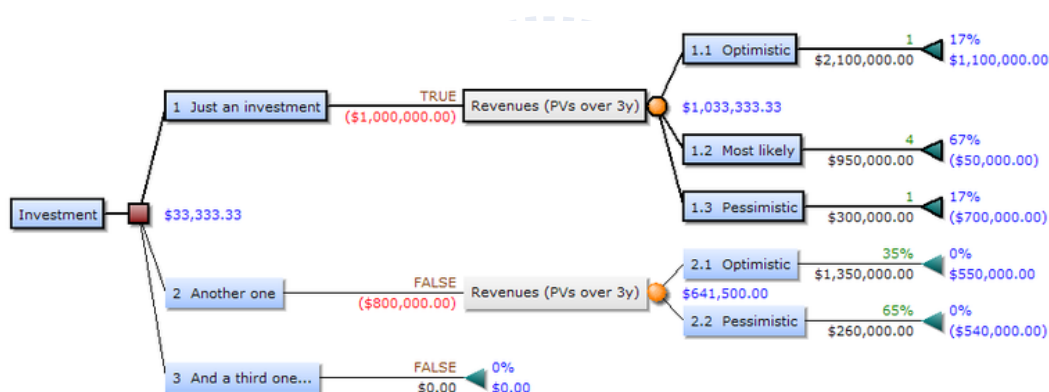 1.1 Optimistic
1
$2,100,000.00
17%
$1,100,000.00
1 Just an investment
TRUE
($1,000,000.00)
Revenues (PVs over 3y)
$1,033,333.33
1.2 Most likely
4
$950,000.00
67%
($50,000.00)
1.3 Pessimistic
1
$300,000.00
17%
($700,000.00)
Investment
$33,333.33
2.1 Optimistic
35%
$1,350,000.00
0%
$550,000.00
2 Another one
FALSE
($800,000.00)
Revenues (PVs over 3y)
$641,500.00
2.2 Pessimistic
65%
$260,000.00
0%
($540,000.00)
3 And a third one...
FALSE
$0.00
0%
$0.00